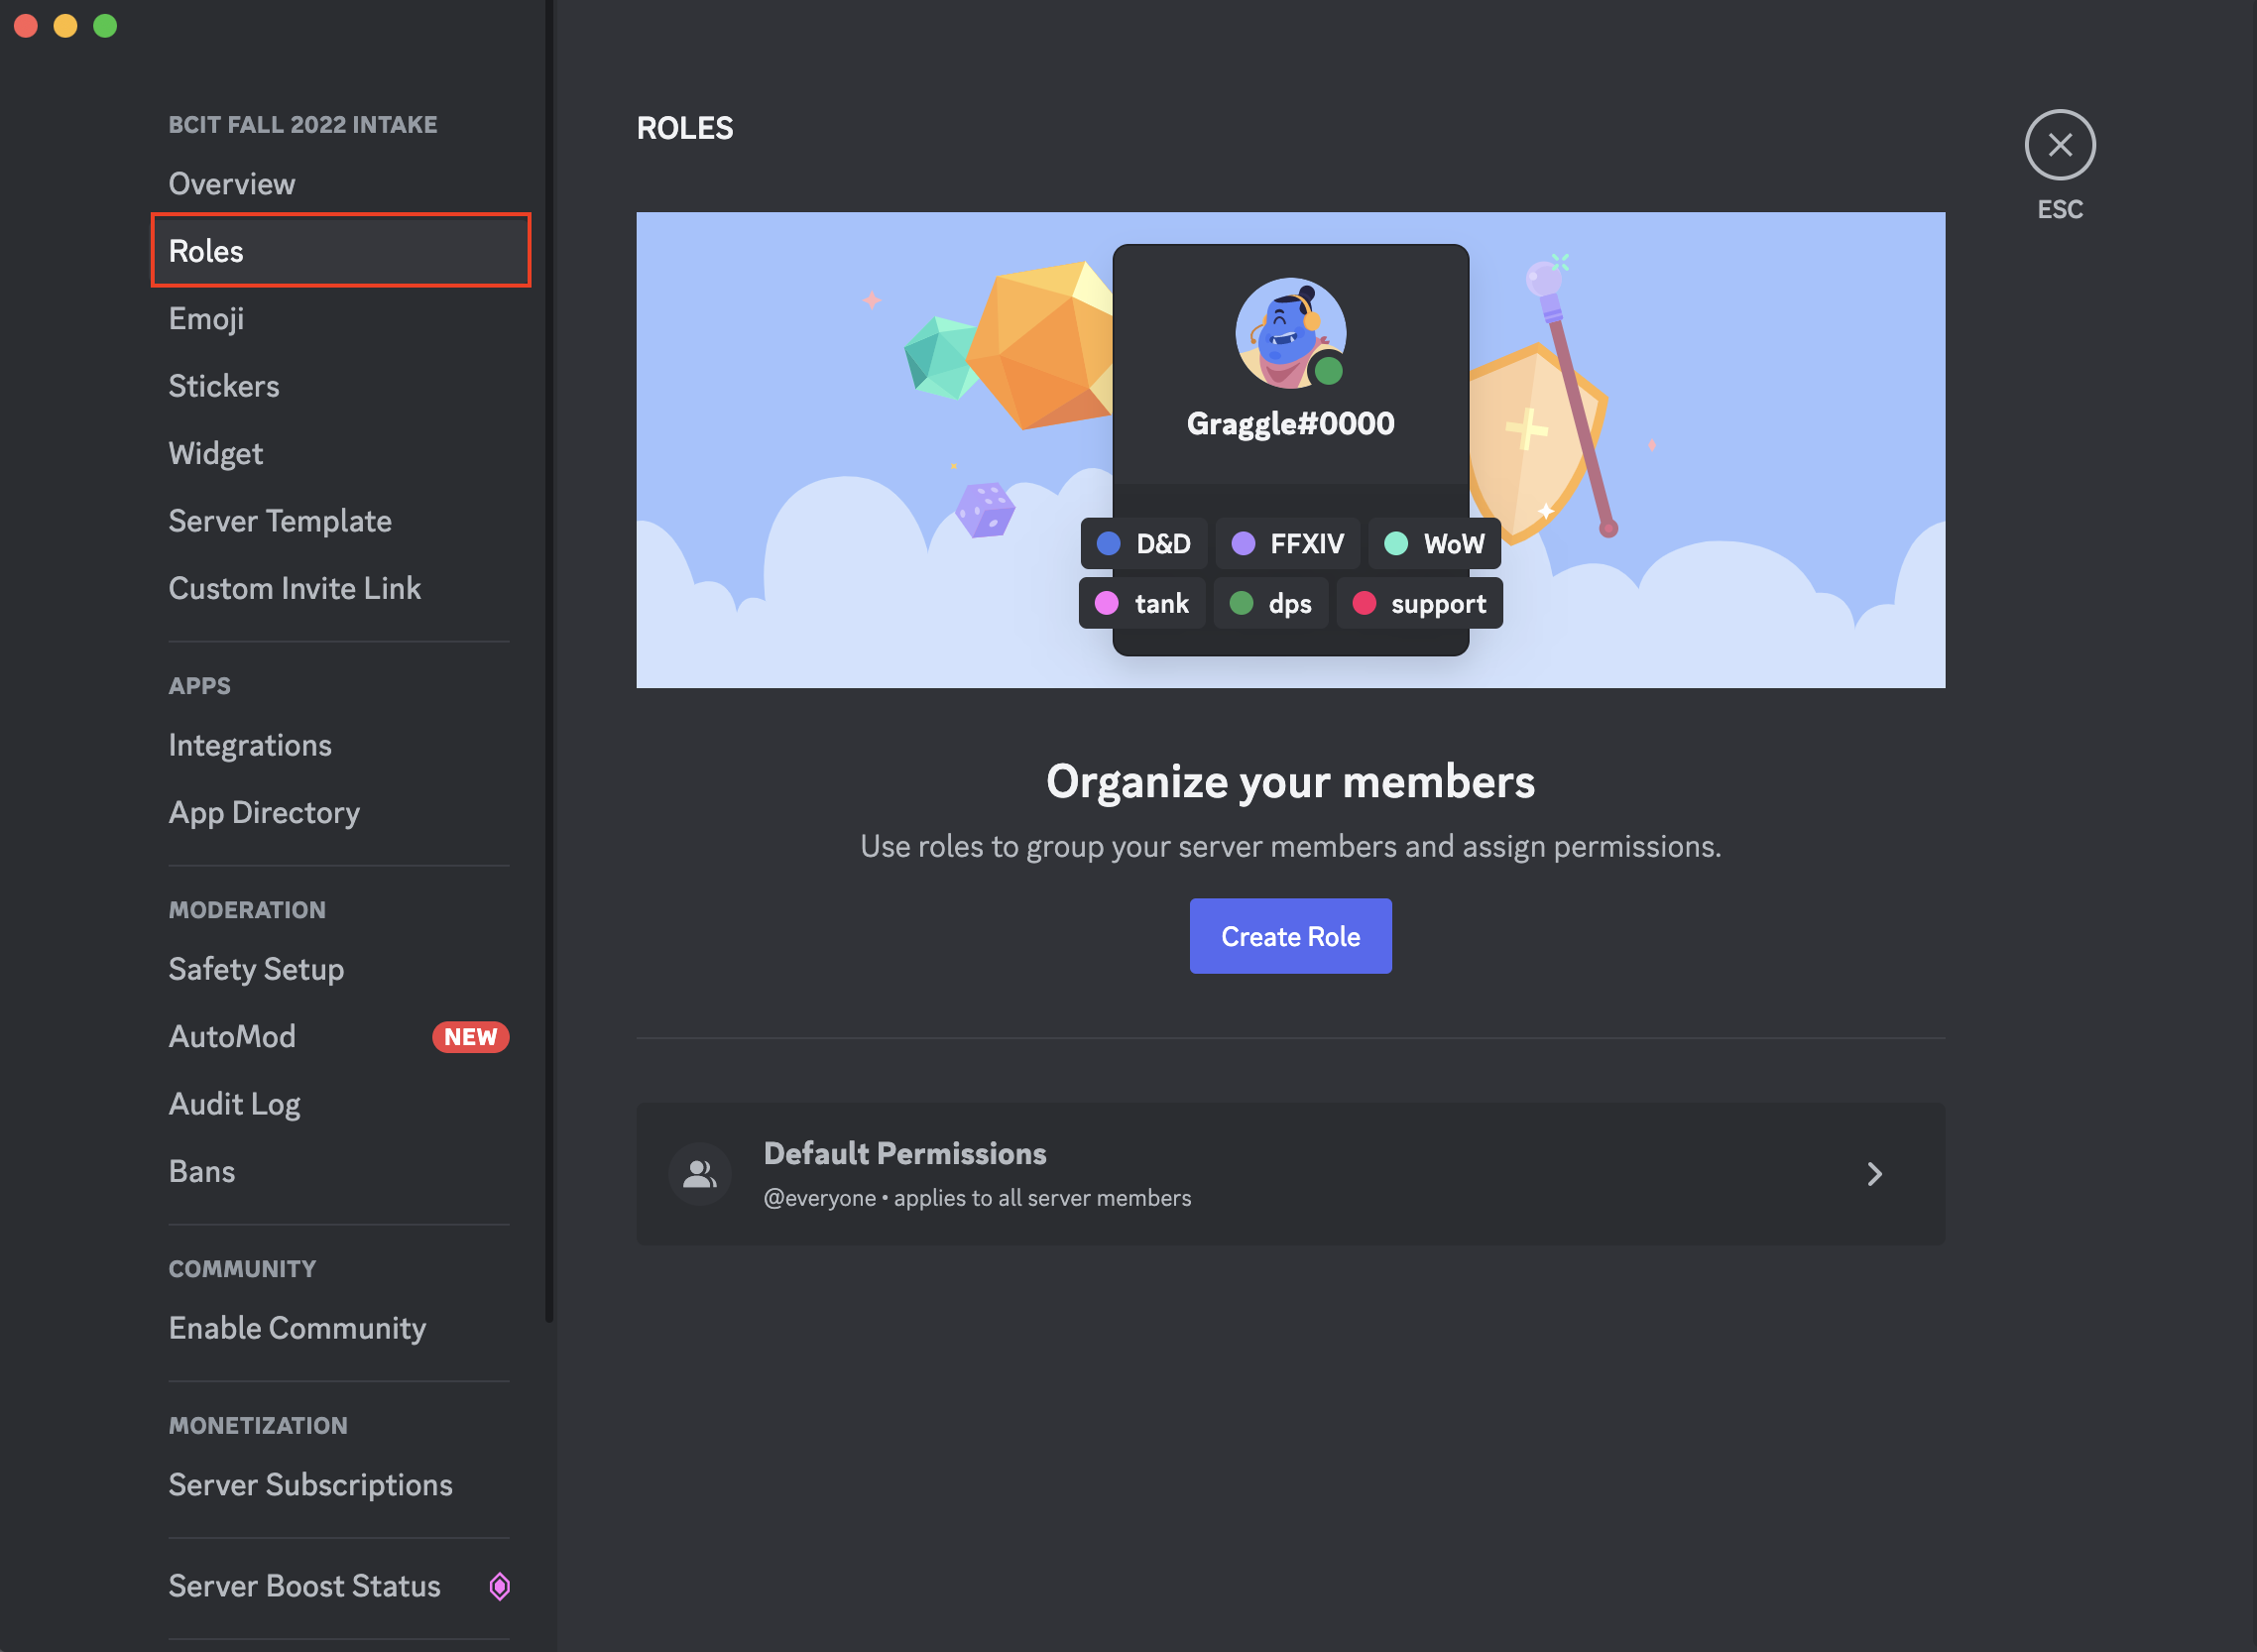 BCIT FALL 2022 INTAKE
Overview
Roles
Emoji
Stickers
Widget
Server Template
Custom Invite Link
APPS
Integrations
App Directory
MODERATION
Safety Setup
AutoMod NEW
Audit Log
Bans
COMMUNITY
Enable Community
MONETIZATION
Server Subscriptions
Server Boost Status
ROLES
ESC
Graggle#0000
D&D FFXIV WoW
tank dps support
Organize your members
Use roles to group your server members and assign permissions.
Create Role
Default Permissions
@everyone • applies to all server members